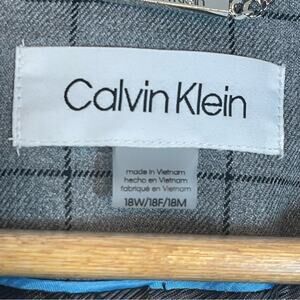 Calvin Klein
made in Vietnam
hecho en Vietnam
fabriqué en Vietnam
18W/18F/18M